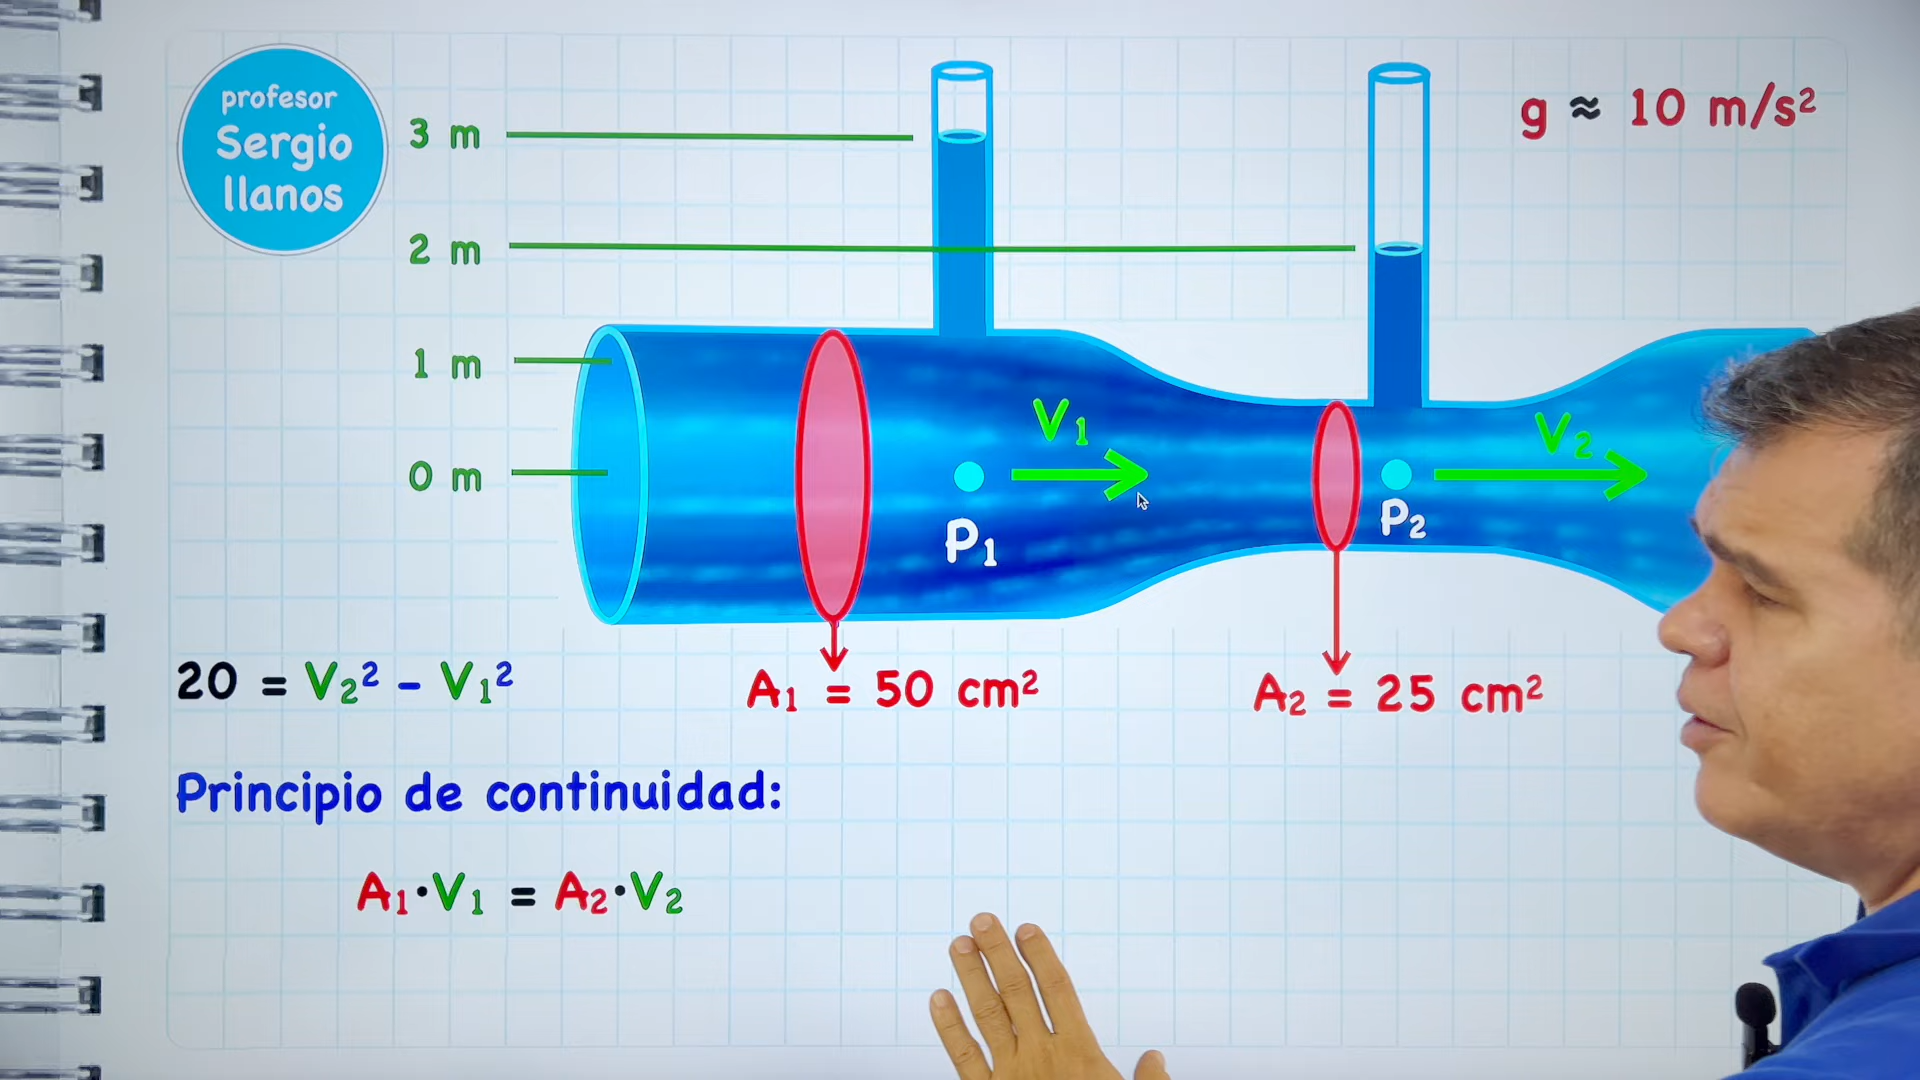 profesor
Sergio
llanos
3 m
2 m
1 m
0 m
g ≈ 10 m/s²
V₁
V₂
P₁
P₂
20 = V₂² - V₁²
A₁ = 50 cm²
A₂ = 25 cm²
Principio de continuidad:
A₁·V₁ = A₂·V₂